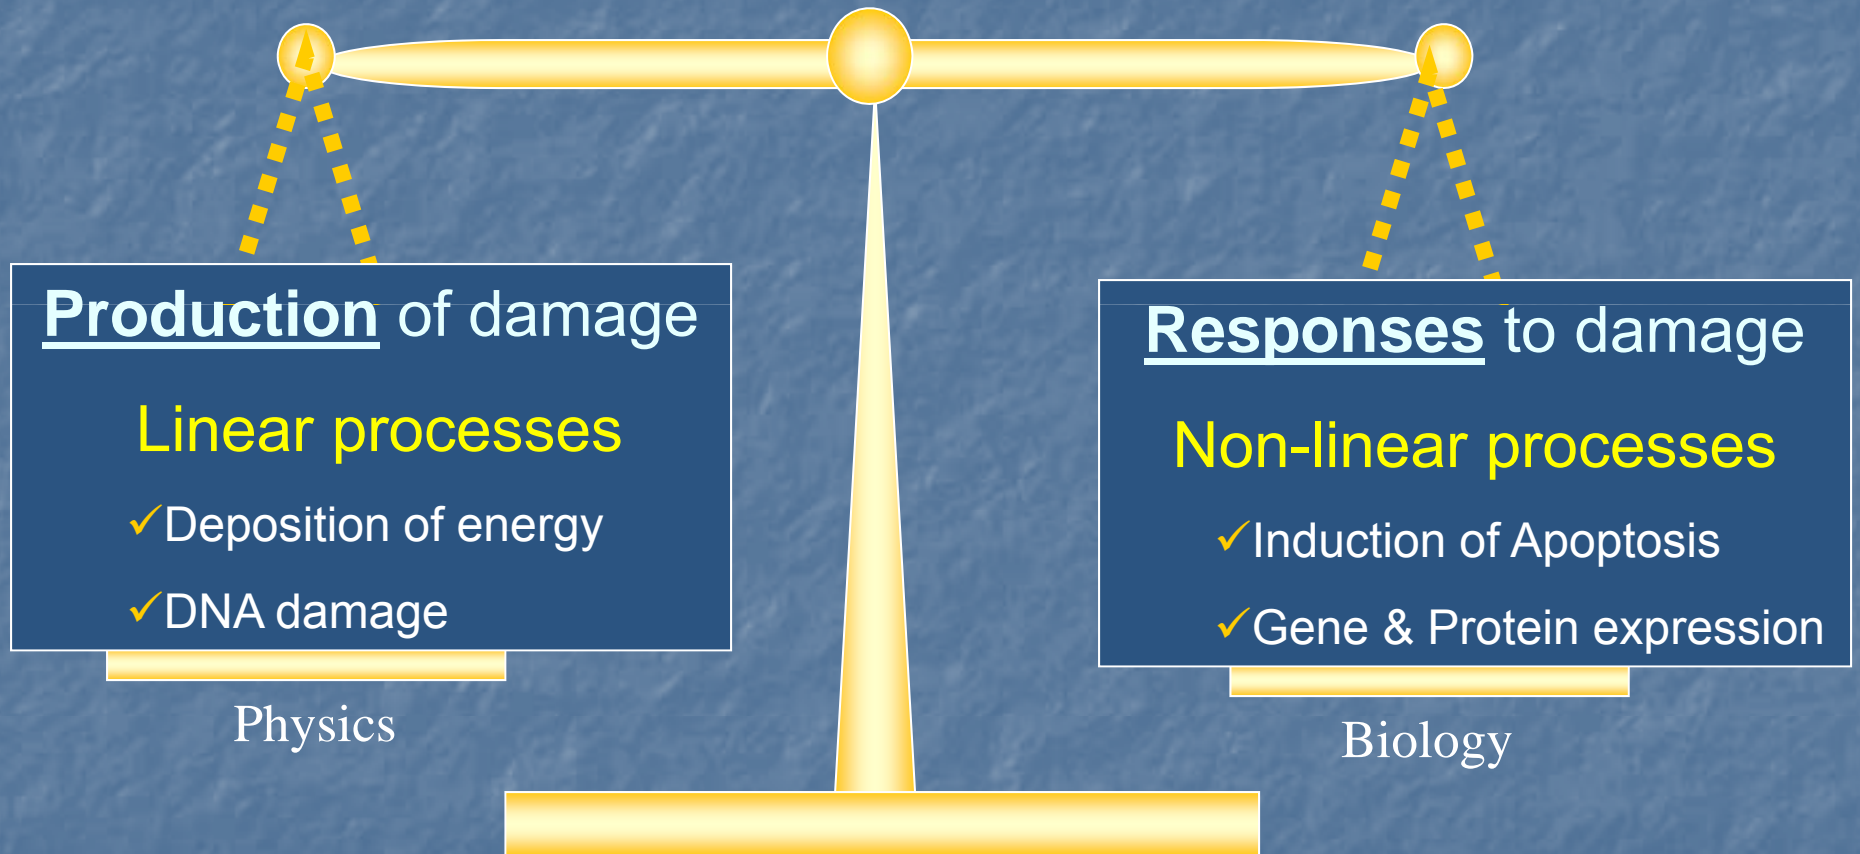 Production of damage
Linear processes
✓Deposition of energy
✓DNA damage
Physics
Responses to damage
Non-linear processes
✓Induction of Apoptosis
✓Gene & Protein expression
Biology